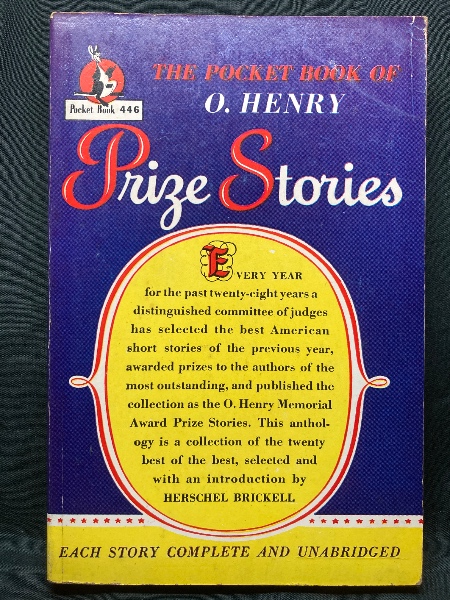 THE POCKET BOOK OF
Pocket Book 446
O. HENRY
Prize Stories
EVERY YEAR
for the past twenty-eight years a
distinguished committee of judges
has selected the best American
short stories of the previous year,
awarded prizes to the authors of the
most outstanding, and published the
collection as the O. Henry Memorial
Award Prize Stories. This anthol-
ogy is a collection of the twenty
best of the best, selected and
with an introduction by
HERSCHEL BRICKELL
EACH STORY COMPLETE AND UNABRIDGED